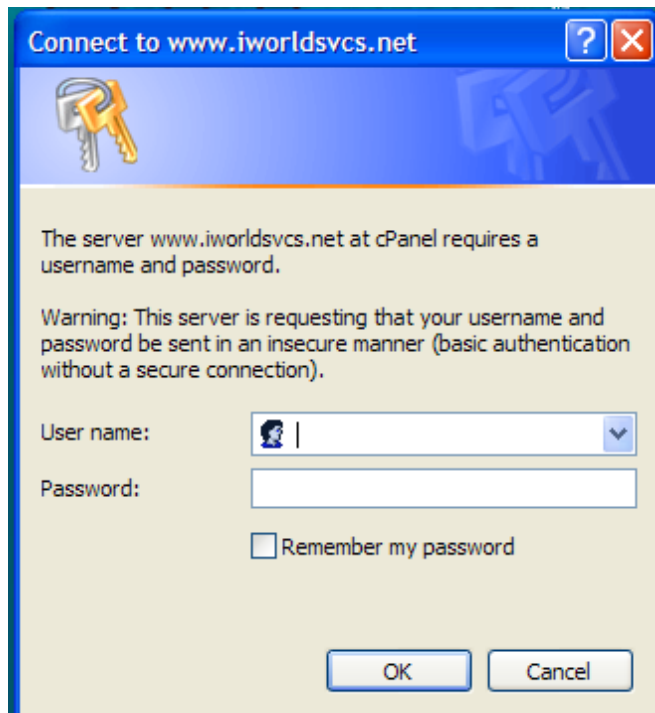 Connect to www.iworldsvcs.net
The server www.iworldsvcs.net at cPanel requires a
username and password.
Warning: This server is requesting that your username and
password be sent in an insecure manner (basic authentication
without a secure connection).
User name:
Password:
Remember my password
OK Cancel